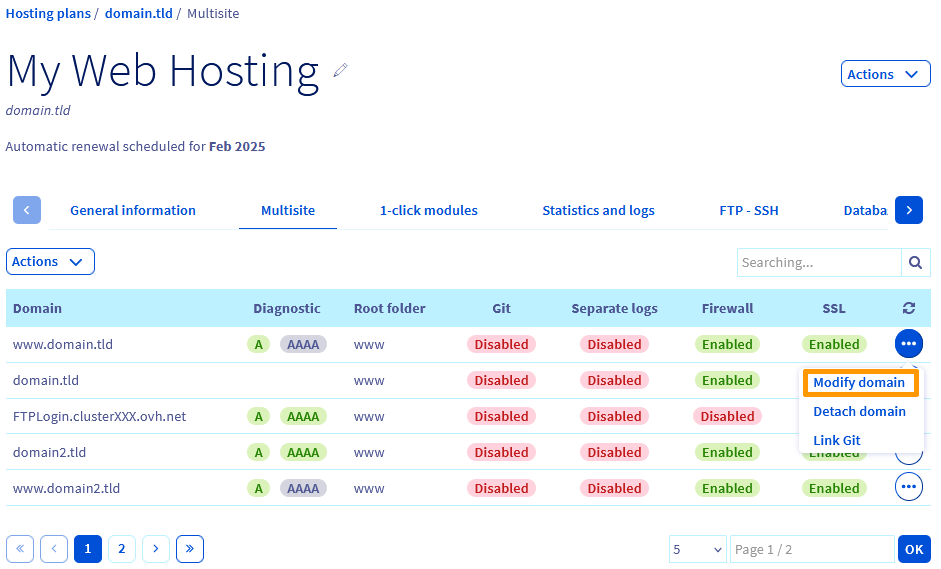 Hosting plans / domain.tld / Multisite
My Web Hosting
Actions
domain.tld
Automatic renewal scheduled for Feb 2025
General information Multisite 1-click modules Statistics and logs FTP - SSH Databa
Actions Searching...
Domain Diagnostic Root folder Git Separate logs Firewall SSL
www.domain.tld A AAAA www Disabled Disabled Enabled Enabled
domain.tld www Disabled Disabled Enabled
Modify domain
Detach domain
Link Git
FTPLogin.clusterXXX.ovh.net A AAAA www Disabled Disabled Disabled
domain2.tld A AAAA www Disabled Disabled Enabled Enabled
www.domain2.tld A AAAA www Disabled Disabled Enabled Enabled
« ‹ 1 2 › » 5 Page 1 / 2 OK